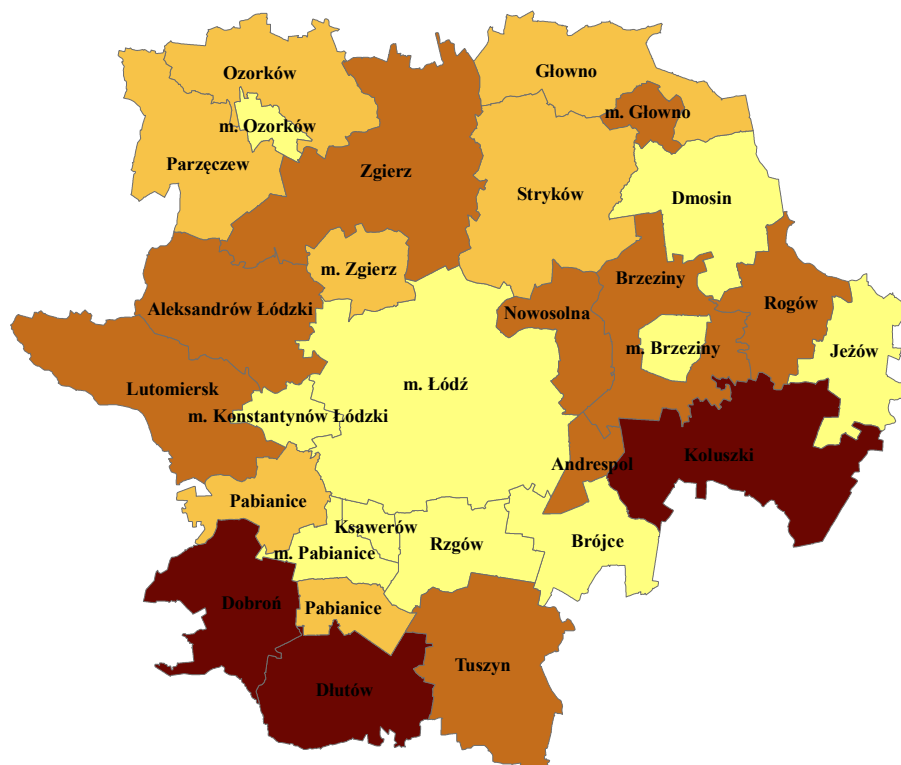 Ozorków
Głowno
m. Ozorków
m. Głowno
Parzęczew
Zgierz
Stryków
Dmosin
m. Zgierz
Brzeziny
Aleksandrów Łódzki
Nowosolna
Rogów
m. Brzeziny
Jeżów
m. Łódź
Lutomiersk
m. Konstantynów Łódzki
Koluszki
Andrespol
Pabianice
Ksawerów
Rzgów
Brójce
m. Pabianice
Dobroń
Pabianice
Tuszyn
Dłutów